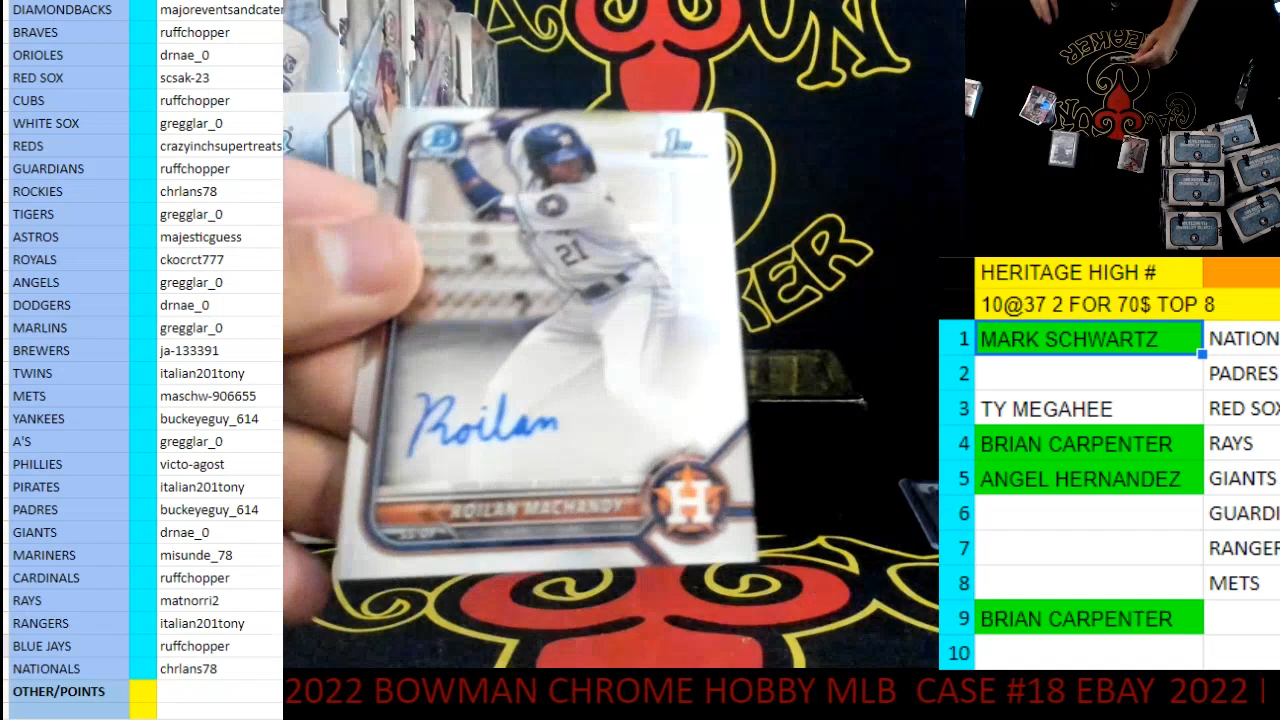 DIAMONDBACKS majoreventsandcater
BRAVES ruffchopper
ORIOLES drnae_0
RED SOX scsak-23
CUBS ruffchopper
WHITE SOX gregglar_0
REDS crazyinchsupertreats
GUARDIANS ruffchopper
ROCKIES chrlans78
TIGERS gregglar_0
ASTROS majesticguess
ROYALS ckocrct777
ANGELS gregglar_0
DODGERS drnae_0
MARLINS gregglar_0
BREWERS ja-133391
TWINS italian201tony
METS maschw-906655
YANKEES buckeyeguy_614
A'S gregglar_0
PHILLIES victo-agost
PIRATES italian201tony
PADRES buckeyeguy_614
GIANTS drnae_0
MARINERS misunde_78
CARDINALS ruffchopper
RAYS matnorri2
RANGERS italian201tony
BLUE JAYS ruffchopper
NATIONALS chrlans78
OTHER/POINTS
1st
21
Roilan
ROILAN MACHANDY
H
KER
UN
EAKER
HERITAGE HIGH #
10@37 2 FOR 70$ TOP 8
1 MARK SCHWARTZ NATION
2 PADRES
3 TY MEGAHEE RED SOX
4 BRIAN CARPENTER RAYS
5 ANGEL HERNANDEZ GIANTS
6 GUARDI
7 RANGER
8 METS
9 BRIAN CARPENTER
10
2022 BOWMAN CHROME HOBBY MLB CASE #18 EBAY 2022